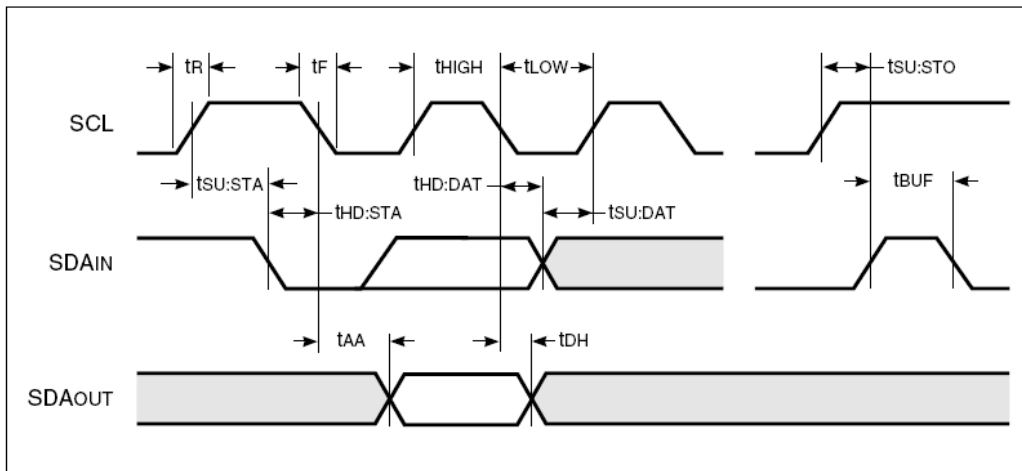 tR
tF
tHIGH
tLOW
tSU:STO
SCL
tSU:STA
tHD:STA
tHD:DAT
tSU:DAT
tBUF
SDAIN
tAA
tDH
SDAOUT